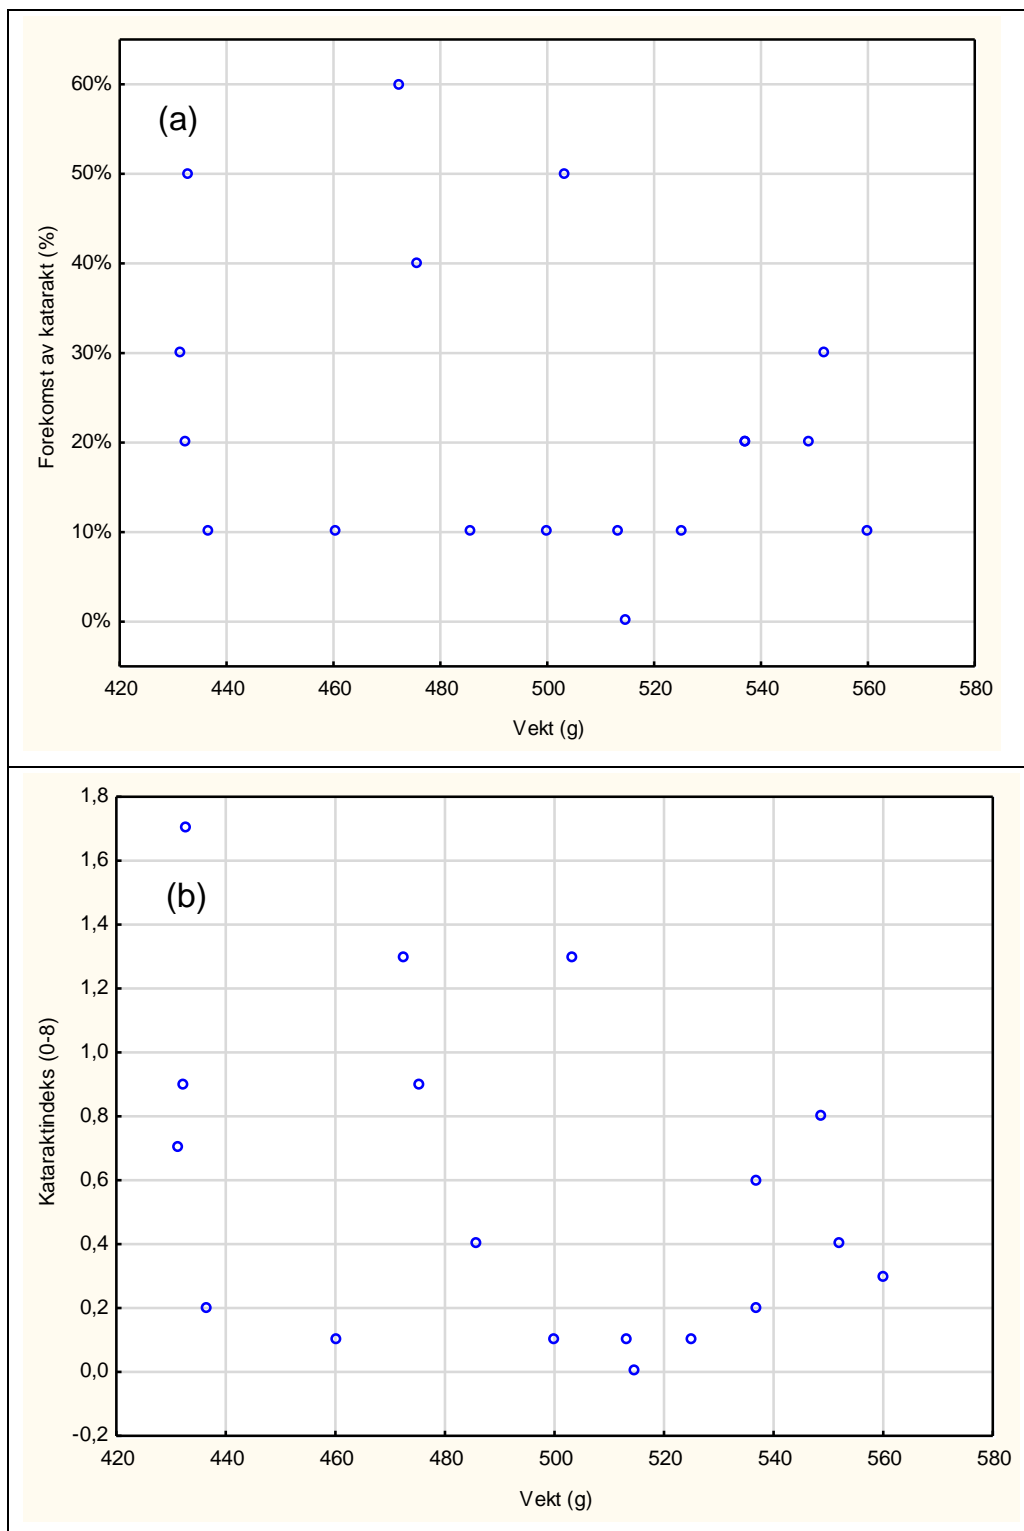 (a)
60%
50%
40%
30%
20%
10%
0%
Forekomst av katarakt (%)
420 440 460 480 500 520 540 560 580
Vekt (g)
1,8
(b)
1,6
1,4
1,2
1,0
0,8
0,6
0,4
0,2
0,0
-0,2
Kataraktindeks (0-8)
420 440 460 480 500 520 540 560 580
Vekt (g)